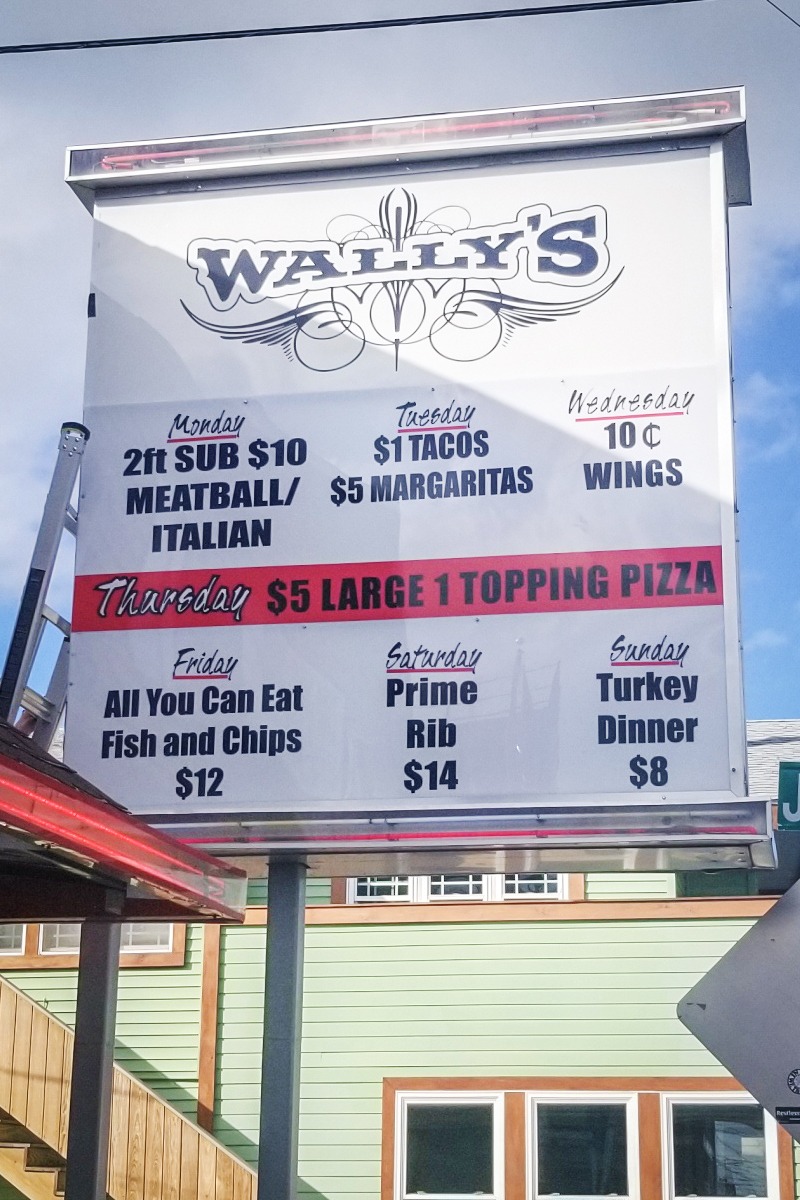 WALLY'S
Monday
2ft SUB $10
MEATBALL/
ITALIAN
Tuesday
$1 TACOS
$5 MARGARITAS
Wednesday
10¢
WINGS
Thursday $5 LARGE 1 TOPPING PIZZA
Friday
All You Can Eat
Fish and Chips
$12
Saturday
Prime
Rib
$14
Sunday
Turkey
Dinner
$8
J